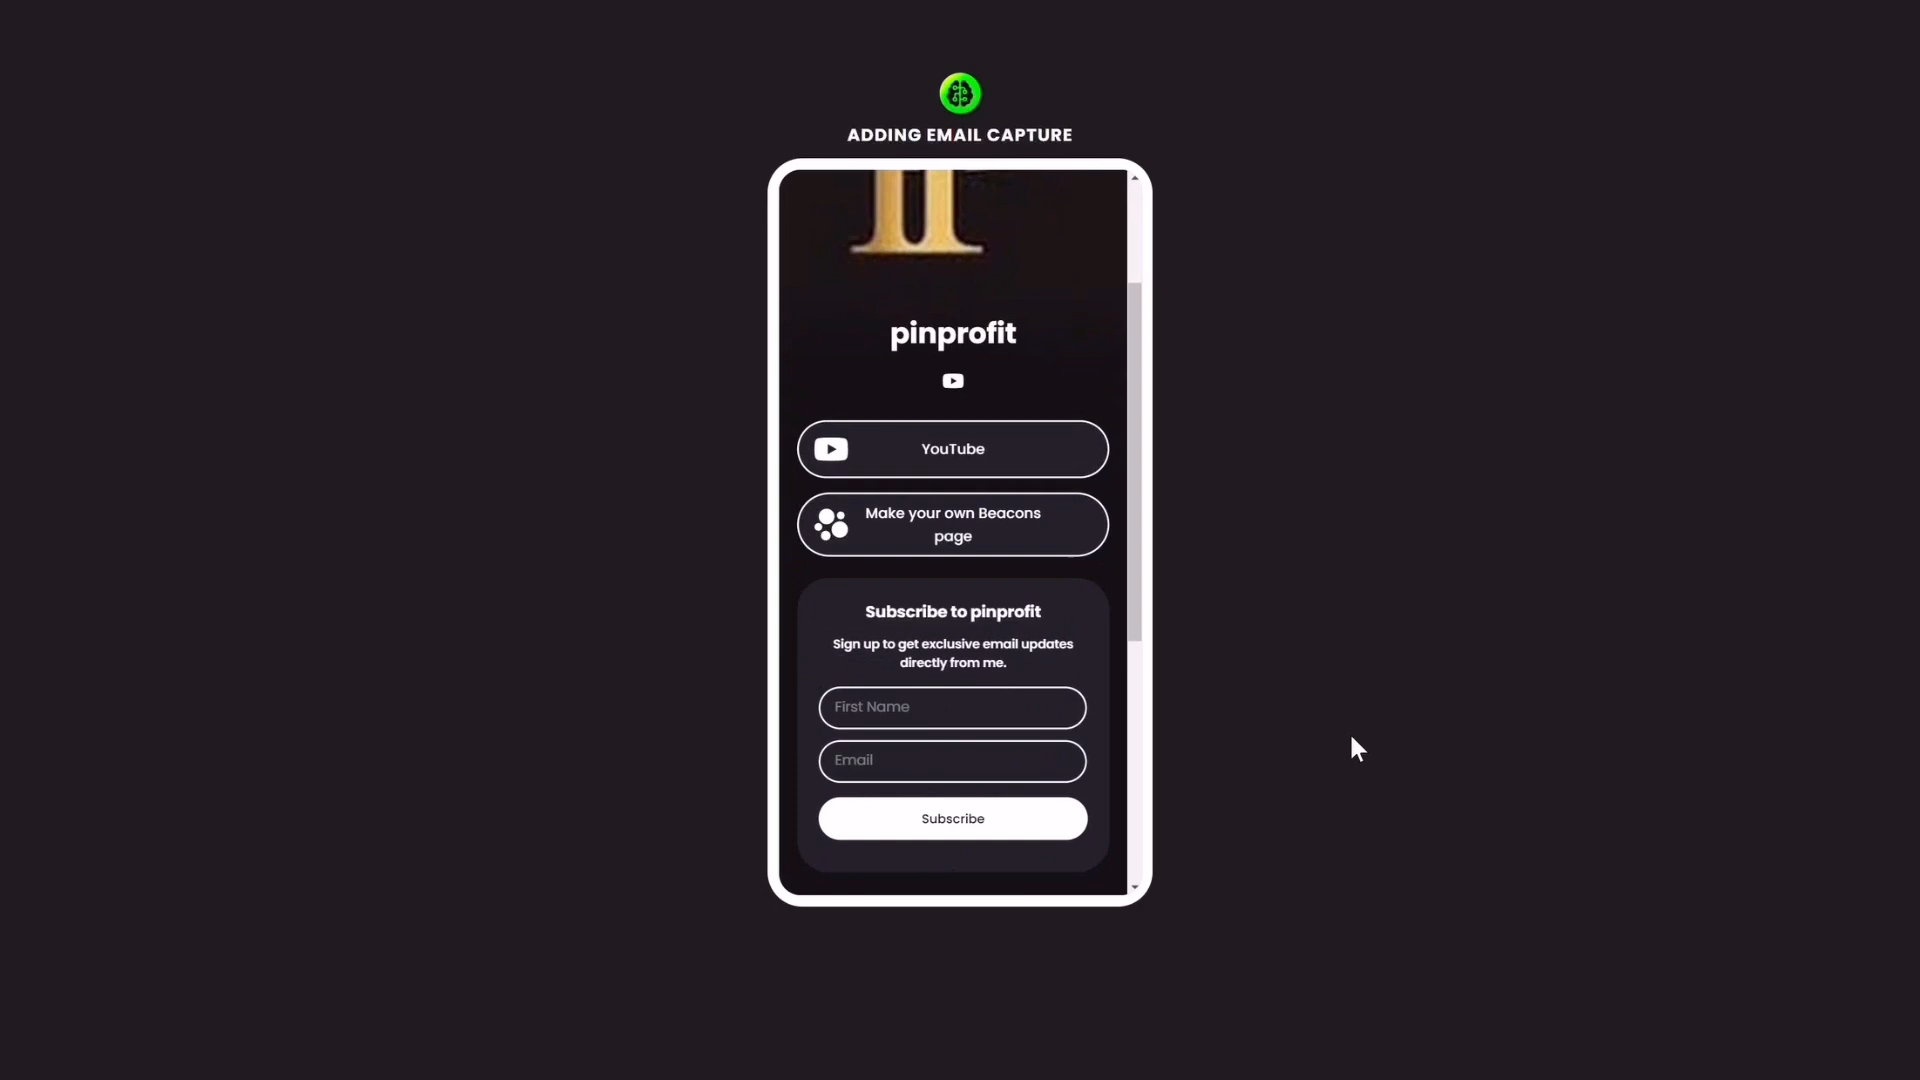 ADDING EMAIL CAPTURE
pinprofit
YouTube
Make your own Beacons
page
Subscribe to pinprofit
Sign up to get exclusive email updates
directly from me.
First Name
Email
Subscribe